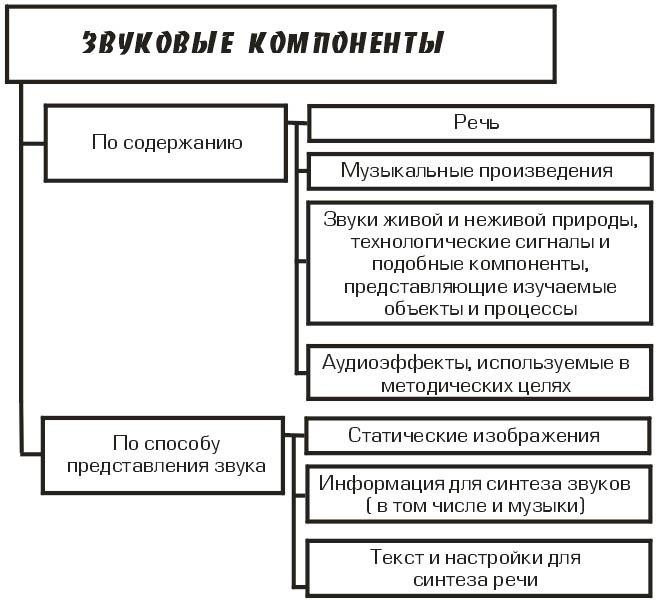 ЗВУКОВЫЕ КОМПОНЕНТЫ
По содержанию
Речь
Музыкальные произведения
Звуки живой и неживой природы,
технологические сигналы и
подобные компоненты,
представляющие изучаемые
объекты и процессы
Аудиоэффекты, используемые в
методических целях
По способу
представления звука
Статические изображения
Информация для синтеза звуков
( в том числе и музыки)
Текст и настройки для
синтеза речи